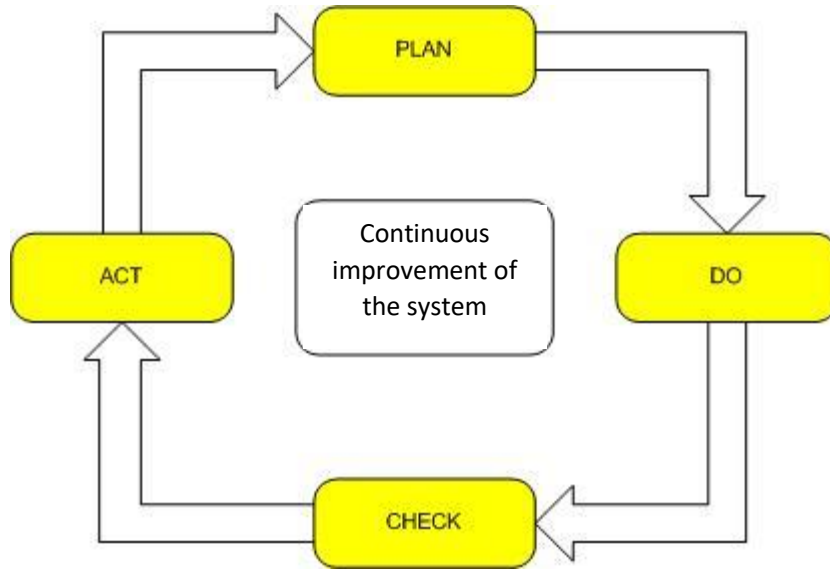 PLAN
ACT
Continuous
improvement of
the system
DO
CHECK